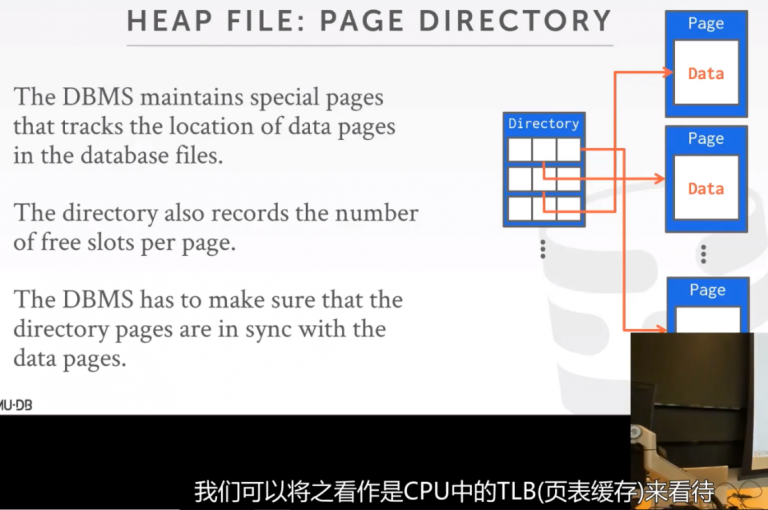 HEAP FILE: PAGE DIRECTORY
The DBMS maintains special pages
that tracks the location of data pages
in the database files.
The directory also records the number
of free slots per page.
The DBMS has to make sure that the
directory pages are in sync with the
data pages.
Directory
Page
Data
Page
Data
Page
MU·DB
我们可以将之看作是CPU中的TLB(页表缓存)来看待